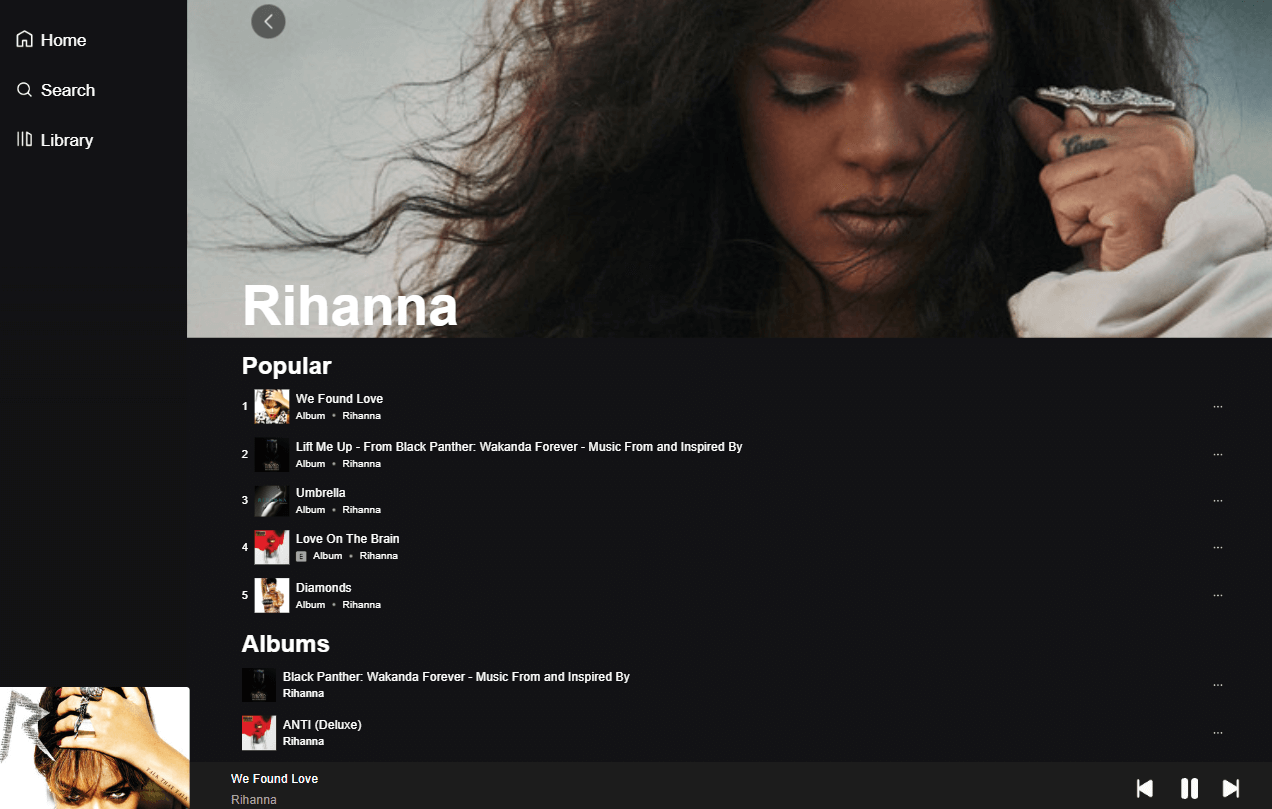 Home
Search
Library
Rihanna
Popular
1
We Found Love
Album • Rihanna
2
Lift Me Up - From Black Panther: Wakanda Forever - Music From and Inspired By
Album • Rihanna
3
Umbrella
Album • Rihanna
4
Love On The Brain
E Album • Rihanna
5
Diamonds
Album • Rihanna
Albums
Black Panther: Wakanda Forever - Music From and Inspired By
Rihanna
ANTI (Deluxe)
Rihanna
R
TALK THAT TALK
We Found Love
Rihanna